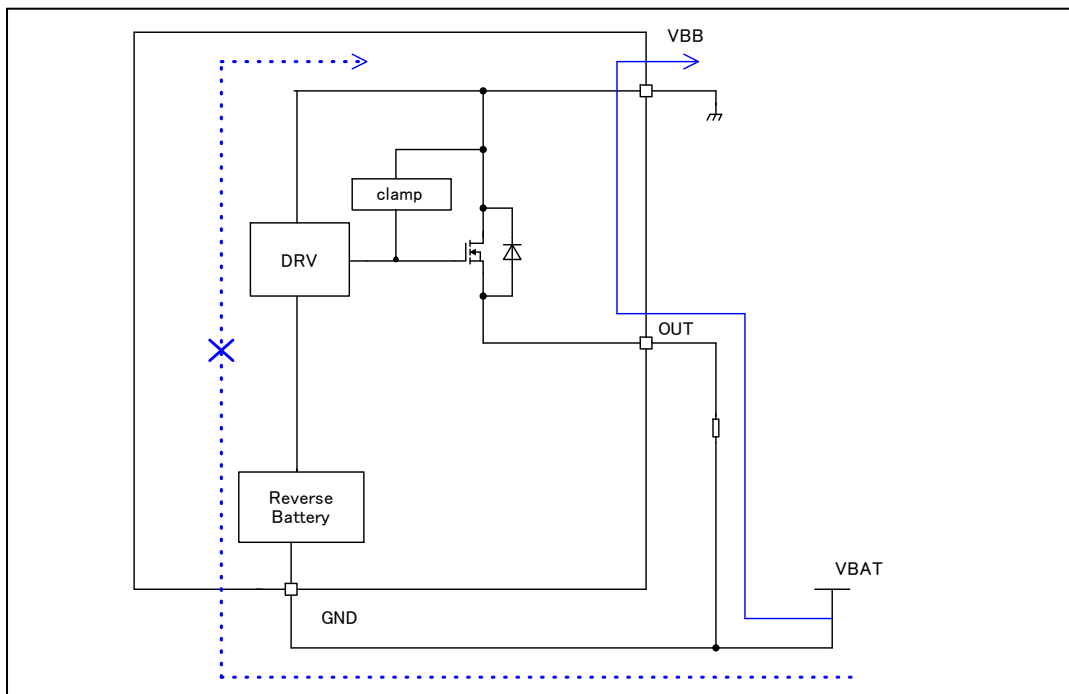 VBB
clamp
DRV
OUT
Reverse
Battery
VBAT
GND